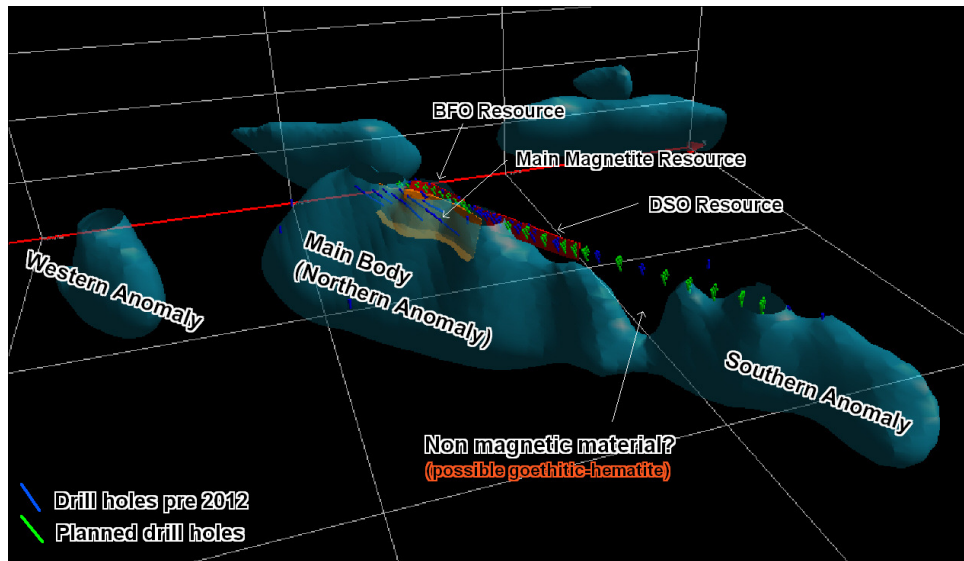 BFO Resource
Main Magnetite Resource
DSO Resource
Western Anomaly
Main Body
(Northern Anomaly)
Southern Anomaly
Non magnetic material?
(possible goethitic-hematite)
Drill holes pre 2012
Planned drill holes